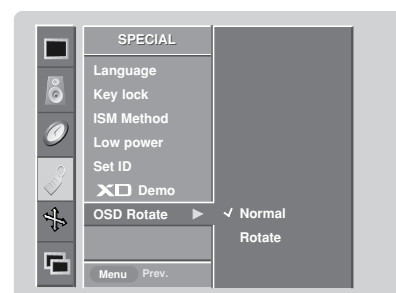 SPECIAL
Language
Key lock
ISM Method
Low power
Set ID
XD Demo
OSD Rotate ► ✓ Normal
Rotate
Menu Prev.